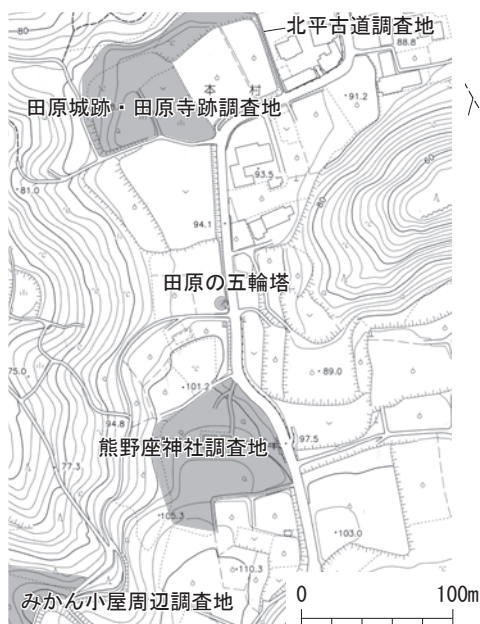 北平古道調査地
80
88.8
本村
田原城跡・田原寺跡調査地
91.2
93.5
81.0
60
80
94.1
田原の五輪塔
101.2
89.0
75.0
94.8
97.5
熊野座神社調査地
77.3
105.3
103.0
110.3
みかん小屋周辺調査地
0 100m